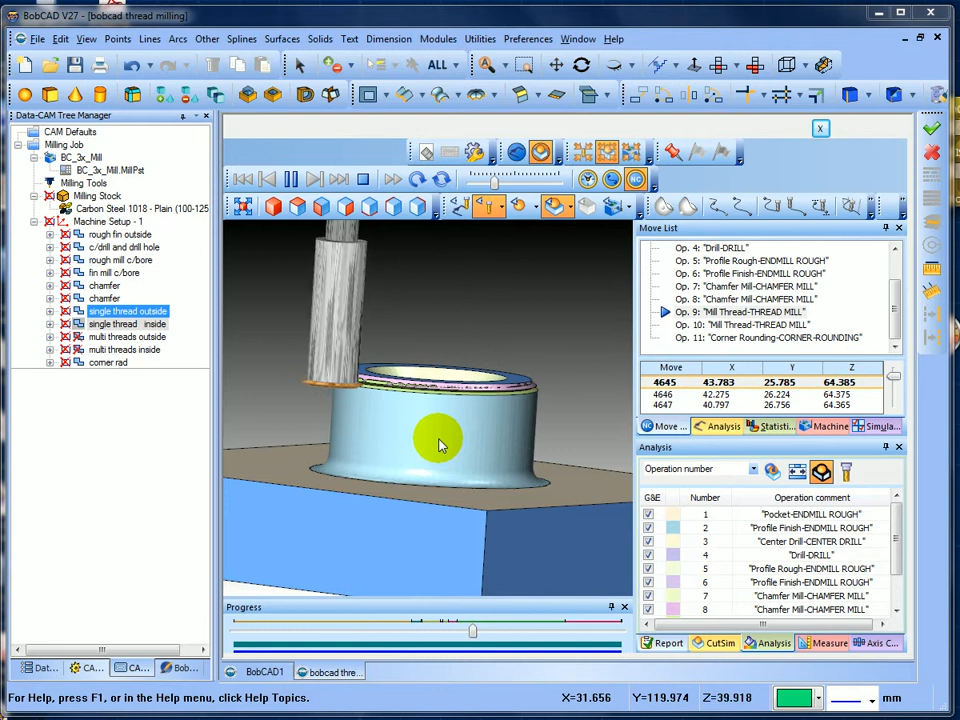 BobCAD V27 - [bobcad thread milling]
File Edit View Points Lines Arcs Other Splines Surfaces Solids Text Dimension Modules Utilities Preferences Window Help
ALL
Data-CAM Tree Manager
CAM Defaults
Milling Job
BC_3x_Mill
BC_3x_Mill.MillPst
Milling Tools
Milling Stock
Carbon Steel 1018 - Plain (100-125
Machine Setup - 1
rough fin outside
c/drill and drill hole
rough mill c/bore
fin mill c/bore
chamfer
chamfer
single thread outside
single thread inside
multi threads outside
multi threads inside
corner rad
X
NC
Move List
Op. 4: "Drill-DRILL"
Op. 5: "Profile Rough-ENDMILL ROUGH"
Op. 6: "Profile Finish-ENDMILL ROUGH"
Op. 7: "Chamfer Mill-CHAMFER MILL"
Op. 8: "Chamfer Mill-CHAMFER MILL"
Op. 9: "Mill Thread-THREAD MILL"
Op. 10: "Mill Thread-THREAD MILL"
Op. 11: "Corner Rounding-CORNER-ROUNDING"
Move X Y Z
4645 43.783 25.785 64.385
4646 42.275 26.224 64.375
4647 40.797 26.756 64.365
Move ... Analysis Statisti... Machine Simula...
Analysis
Operation number
G&E Number Operation comment
1 "Pocket-ENDMILL ROUGH"
2 "Profile Finish-ENDMILL ROUGH"
3 "Center Drill-CENTER DRILL"
4 "Drill-DRILL"
5 "Profile Rough-ENDMILL ROUGH"
6 "Profile Finish-ENDMILL ROUGH"
7 "Chamfer Mill-CHAMFER MILL"
8 "Chamfer Mill-CHAMFER MILL"
Report CutSim Analysis Measure Axis C...
Progress
Dat... CA... CA... Bob...
BobCAD1 bobcad thre...
For Help, press F1, or in the Help menu, click Help Topics.
X=31.656 Y=119.974 Z=39.918 mm